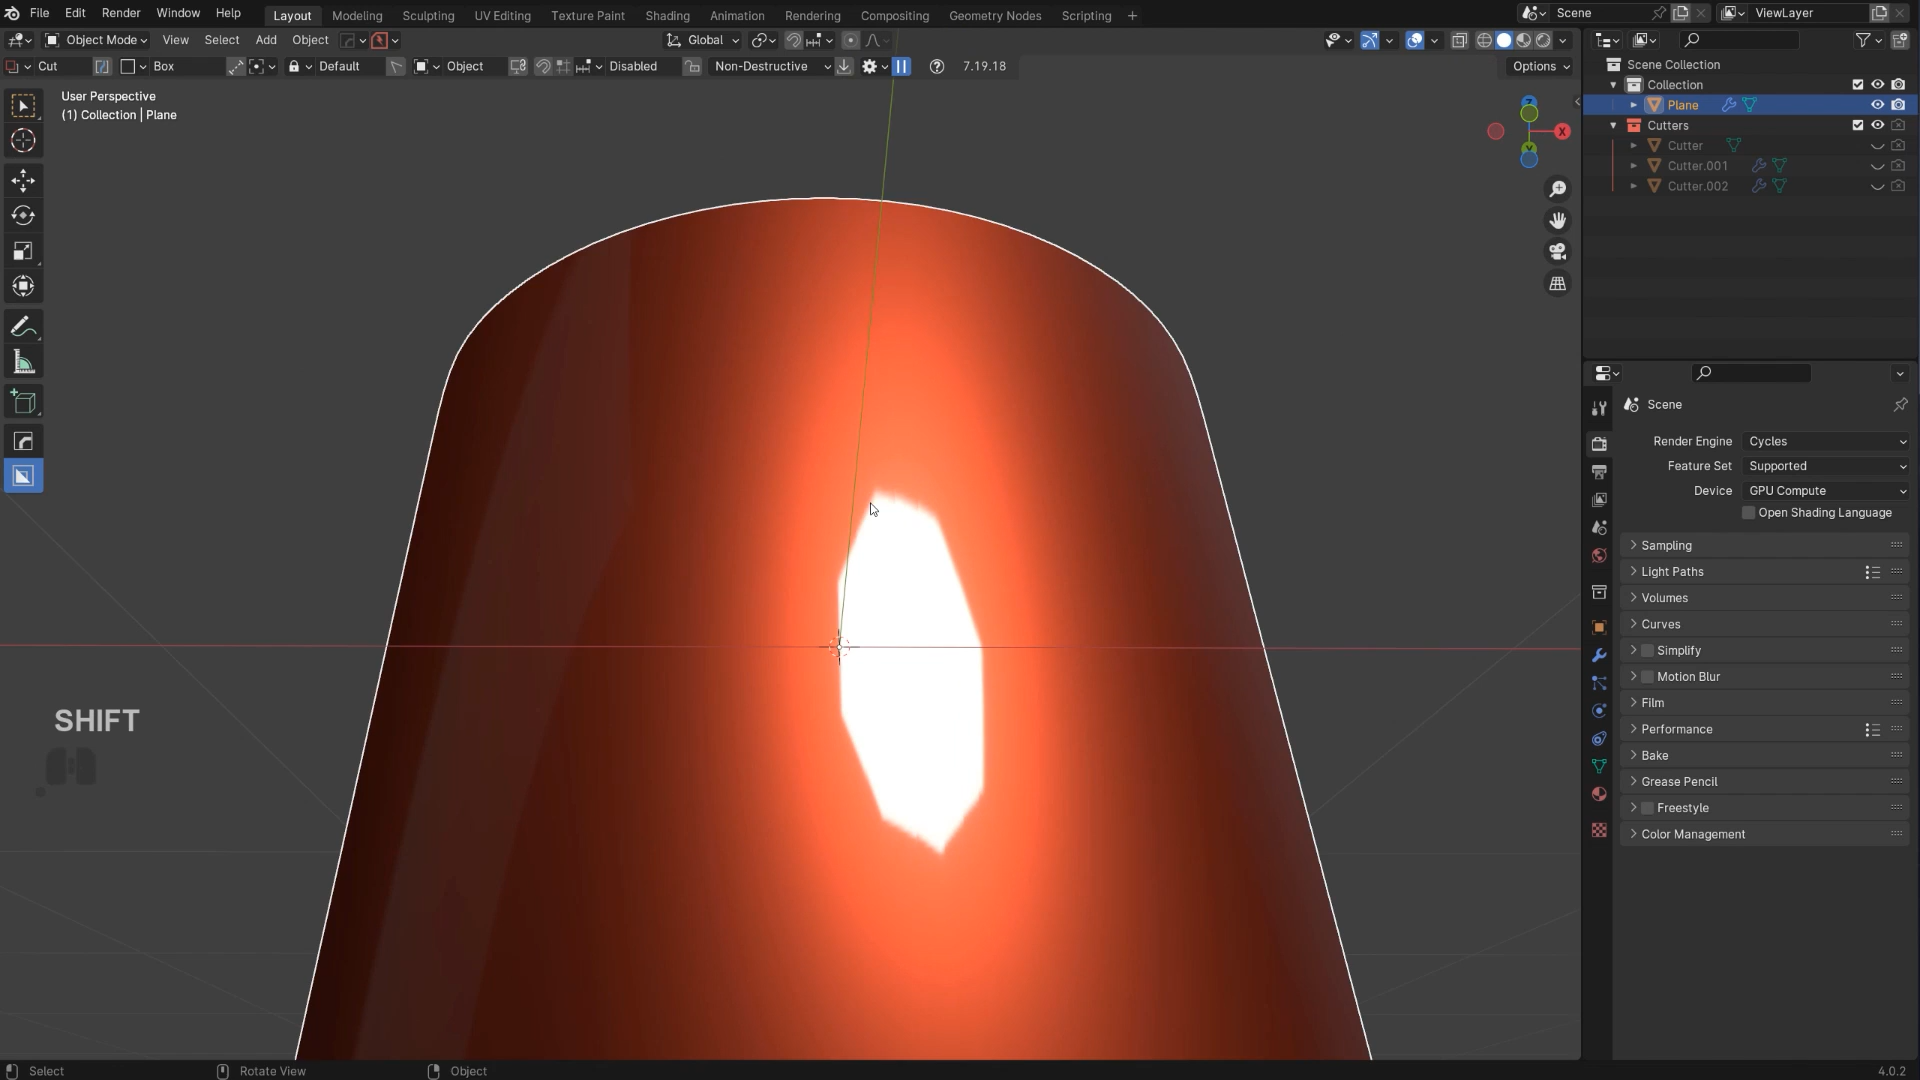 File Edit Render Window Help Layout Modeling Sculpting UV Editing Texture Paint Shading Animation Rendering Compositing Geometry Nodes Scripting + Scene ViewLayer
Object Mode View Select Add Object Global
Cut Box Default Object Disabled Non-Destructive 7.19.18 Options
User Perspective
(1) Collection | Plane
X
Scene Collection
Collection
Plane
Cutters
Cutter
Cutter.001
Cutter.002
Scene
Render Engine Cycles
Feature Set Supported
Device GPU Compute
Open Shading Language
Sampling
Light Paths
Volumes
Curves
Simplify
Motion Blur
Film
Performance
Bake
Grease Pencil
Freestyle
Color Management
SHIFT
Select Rotate View Object 4.0.2